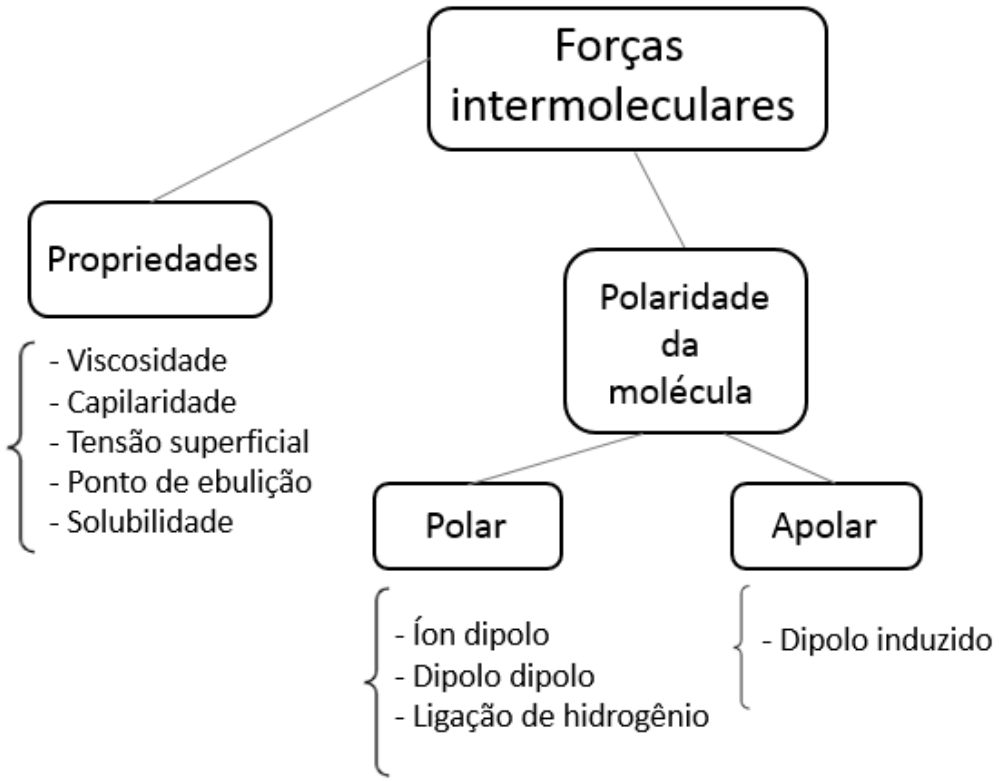 Forças
intermoleculares
Propriedades
- Viscosidade
- Capilaridade
- Tensão superficial
- Ponto de ebulição
- Solubilidade
Polaridade
da
molécula
Polar
- Íon dipolo
- Dipolo dipolo
- Ligação de hidrogênio
Apolar
- Dipolo induzido